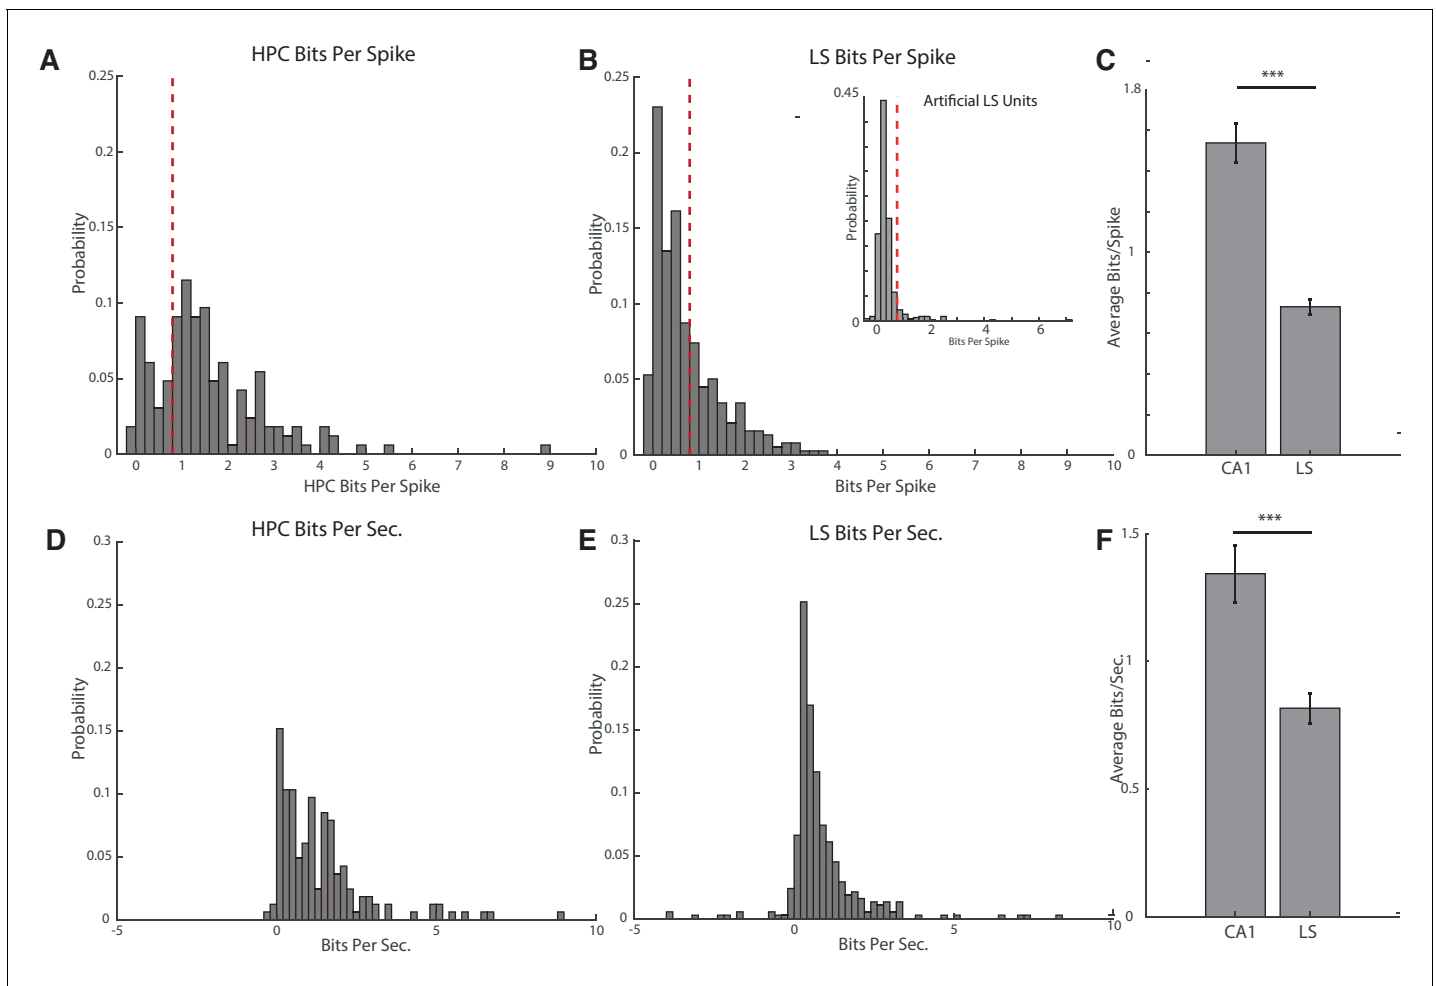 A
HPC Bits Per Spike
0.25
0.2
0.15
0.1
0.05
0
Probability
0 1 2 3 4 5 6 7 8 9 10
HPC Bits Per Spike
B
LS Bits Per Spike
0.25
0.2
0.15
0.1
0.05
0
Probability
0 1 2 3 4 5 6 7 8 9 10
Bits Per Spike
Artificial LS Units
0.45
0
Probability
0 2 4 6
Bits Per Spike
C
***
1.8
1
0
Average Bits/Spike
CA1 LS
D
HPC Bits Per Sec.
0.3
0.25
0.2
0.15
0.1
0.05
0
Probability
-5 0 5 10
Bits Per Sec.
E
LS Bits Per Sec.
0.3
0.25
0.2
0.15
0.1
0.05
0
Probability
-5 0 5 10
Bits Per Sec.
F
***
1.5
1
0.5
0
Average Bits/Sec.
CA1 LS